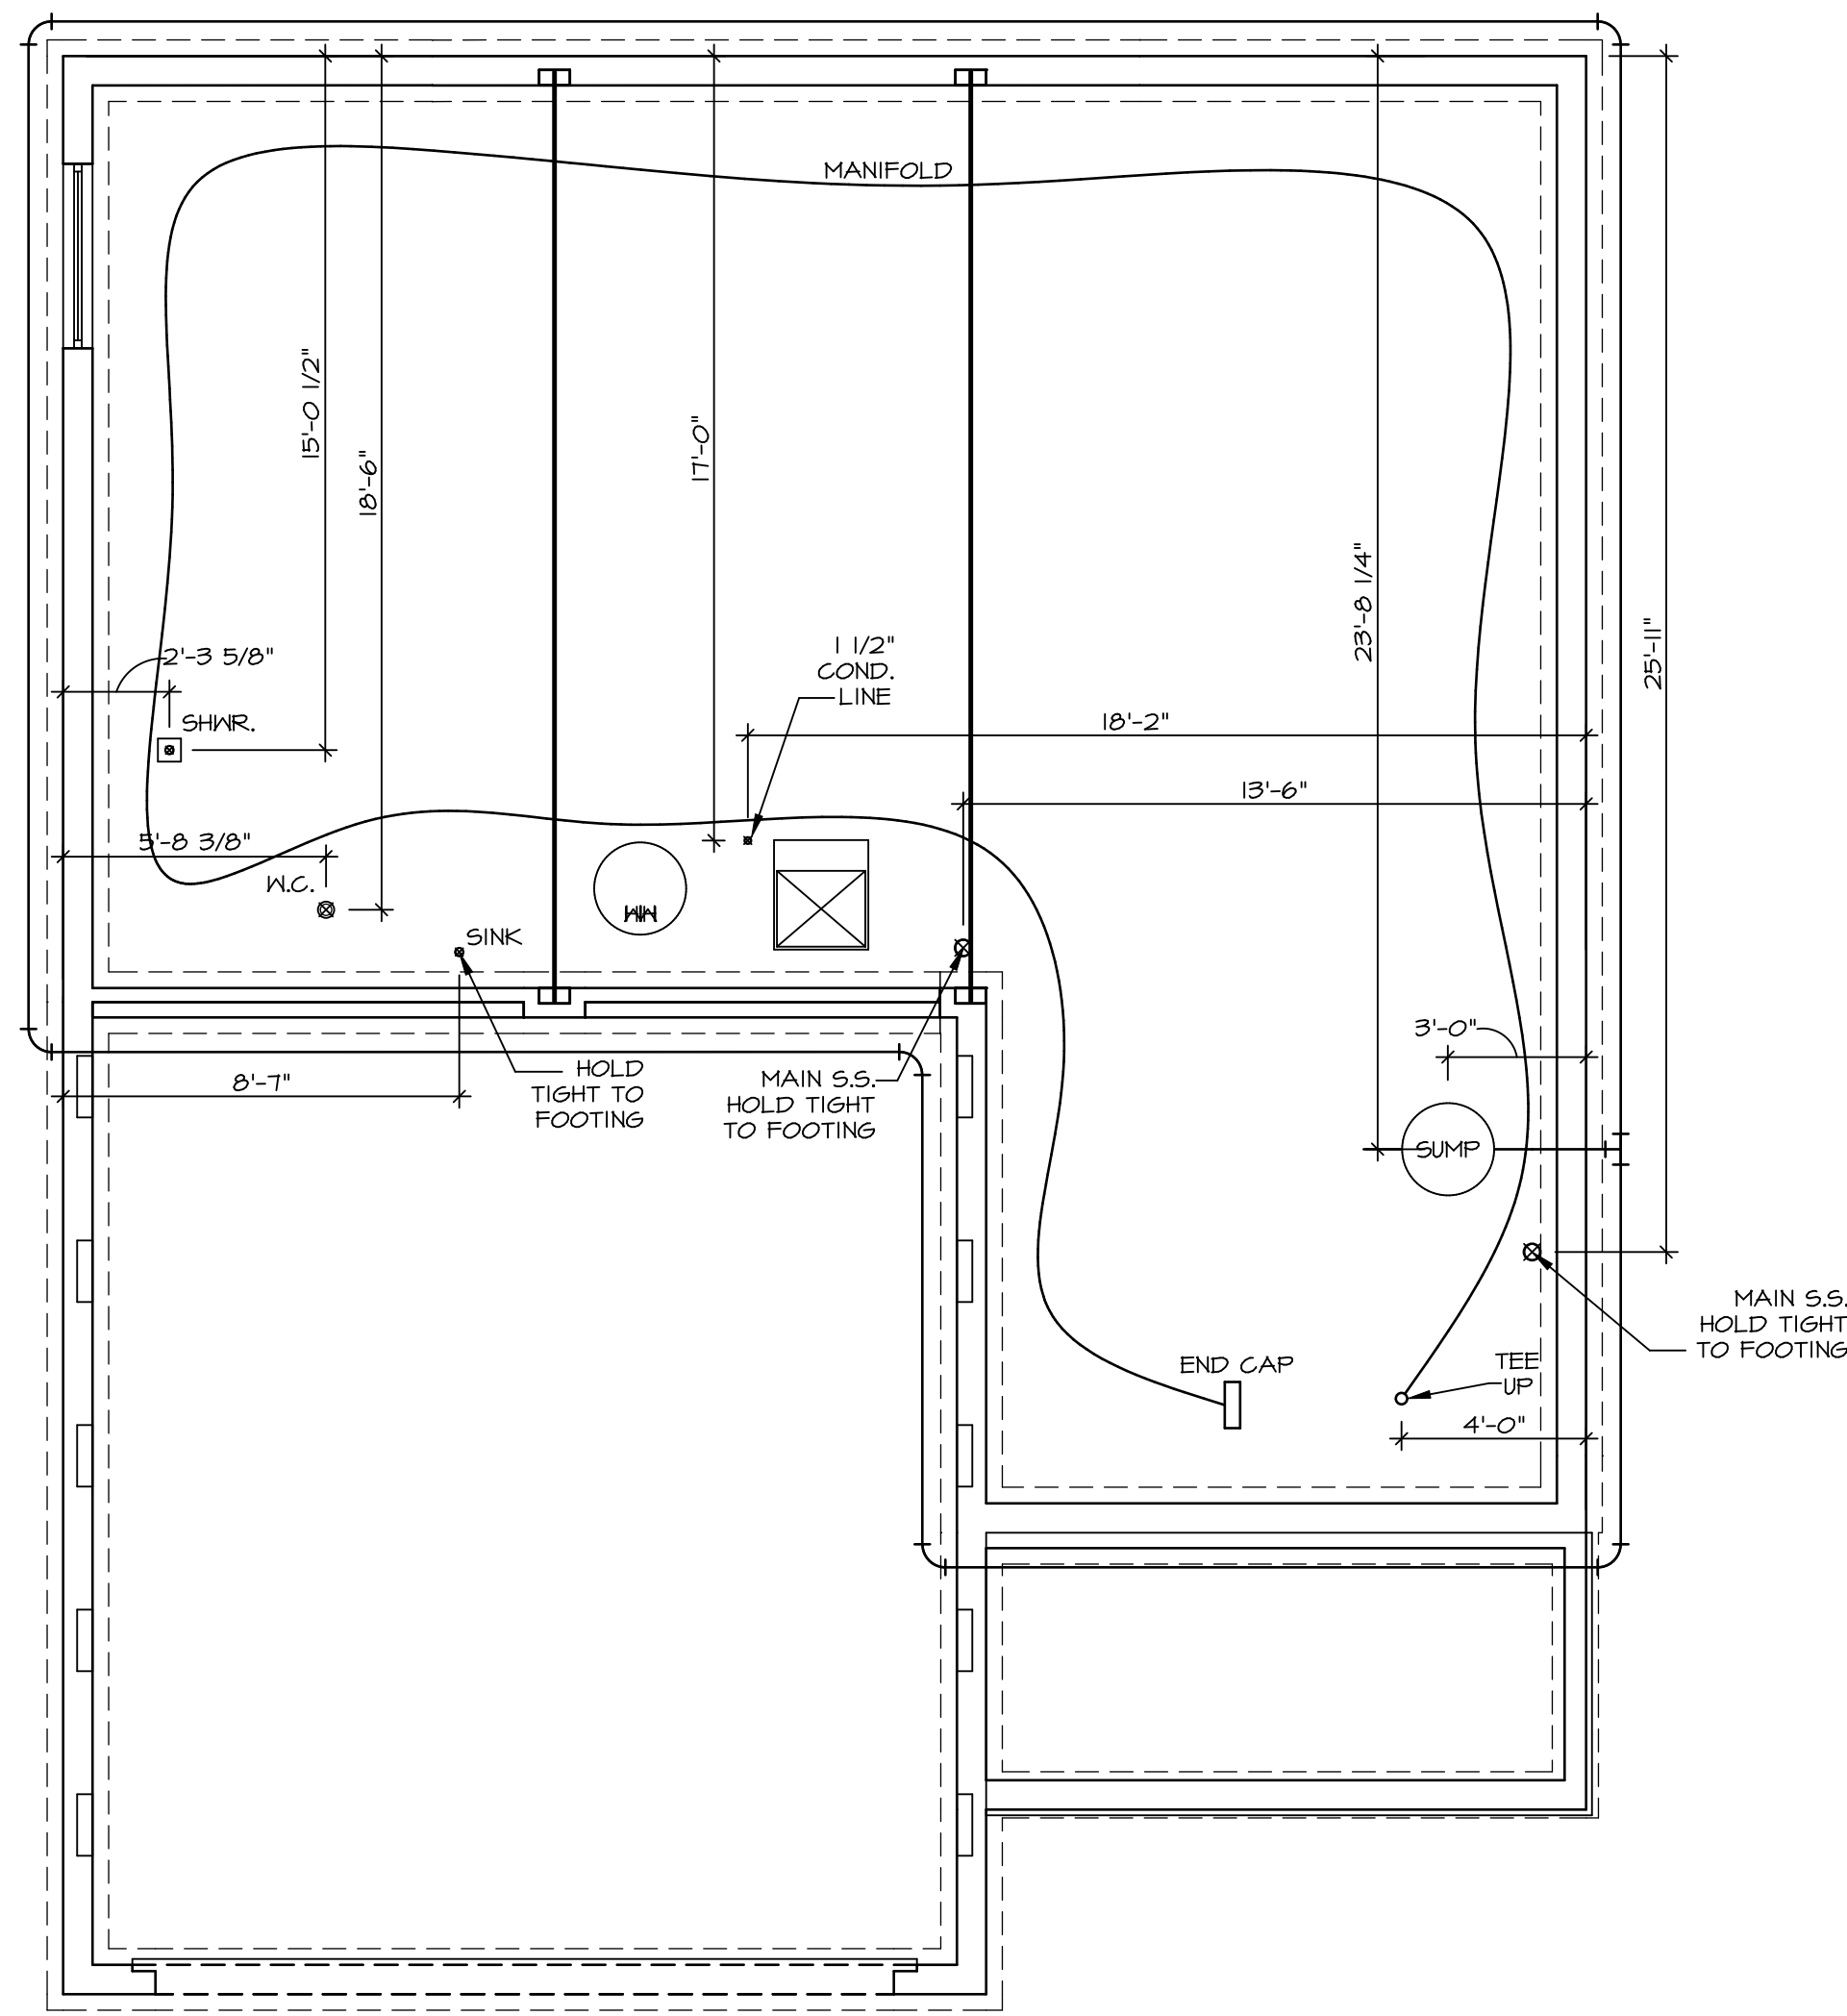 MANIFOLD
15'-0 1/2"
18'-6"
17'-0"
23'-8 1/4"
25'-11"
2'-3 5/8"
SHWR.
1 1/2"
COND.
LINE
18'-2"
13'-6"
5'-8 3/8"
W.C.
SINK
8'-7"
HOLD
TIGHT TO
FOOTING
MAIN S.S.
HOLD TIGHT
TO FOOTING
3'-0"
SUMP
MAIN S.S.
HOLD TIGHT
TO FOOTING
END CAP
TEE
UP
4'-0"